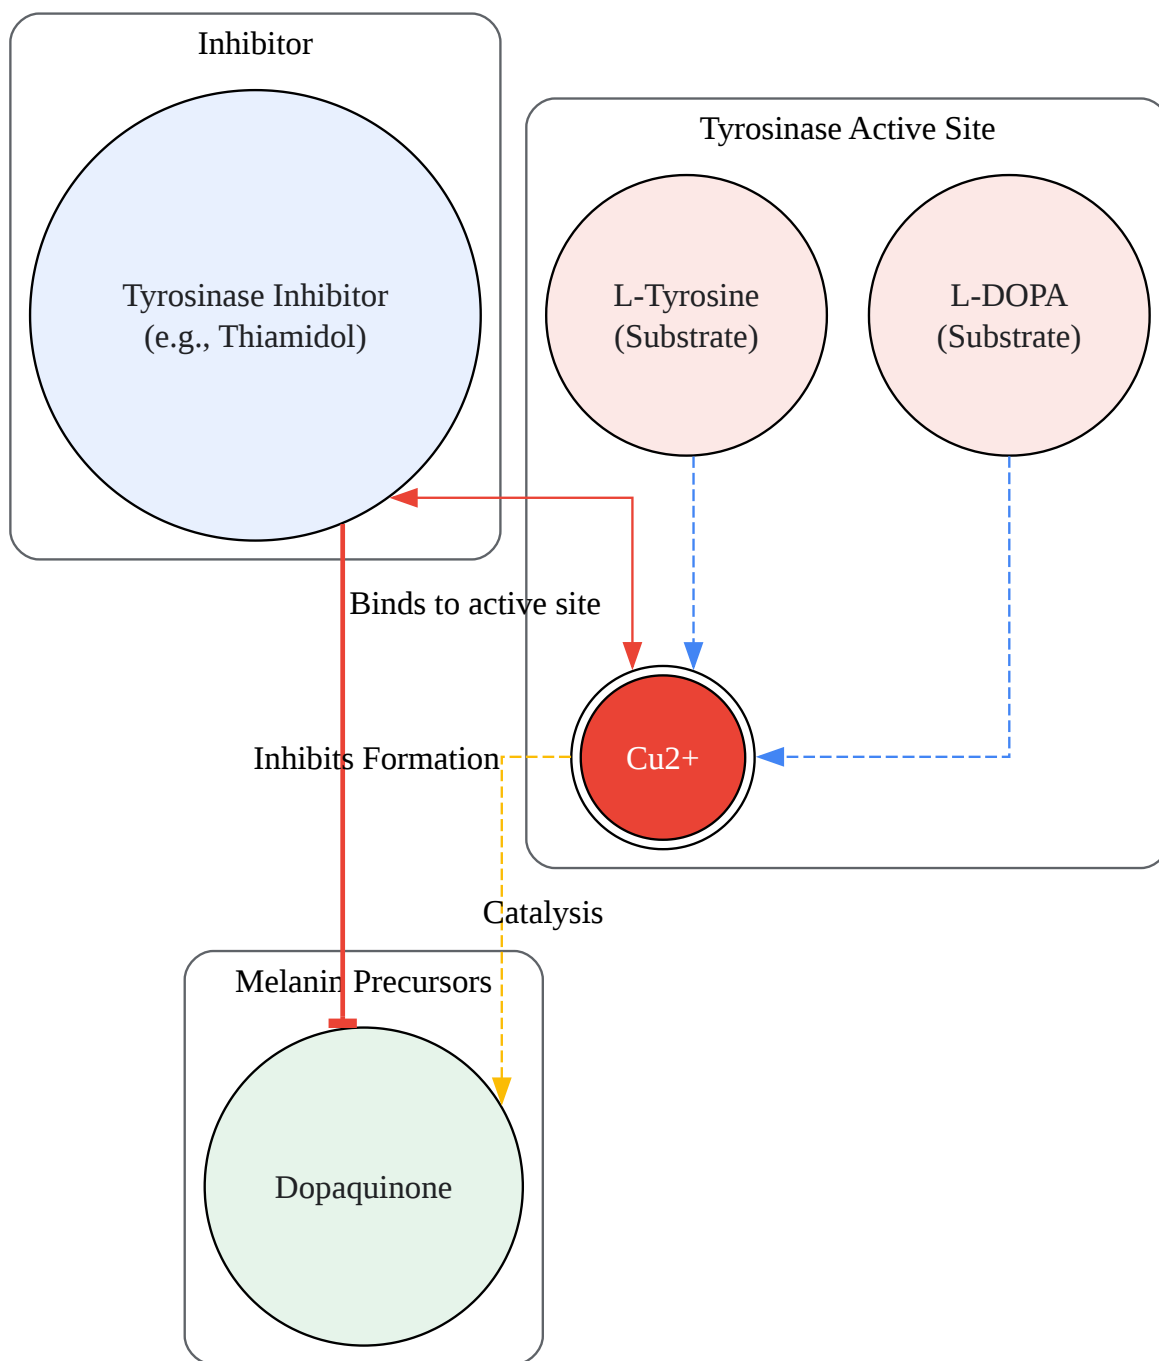 Inhibitor
Tyrosinase Active Site
Tyrosinase Inhibitor
(e.g., Thiamidol)
L-Tyrosine
(Substrate)
L-DOPA
(Substrate)
Binds to active site
Inhibits Formation
Cu2+
Catalysis
Melanin Precursors
Dopaquinone